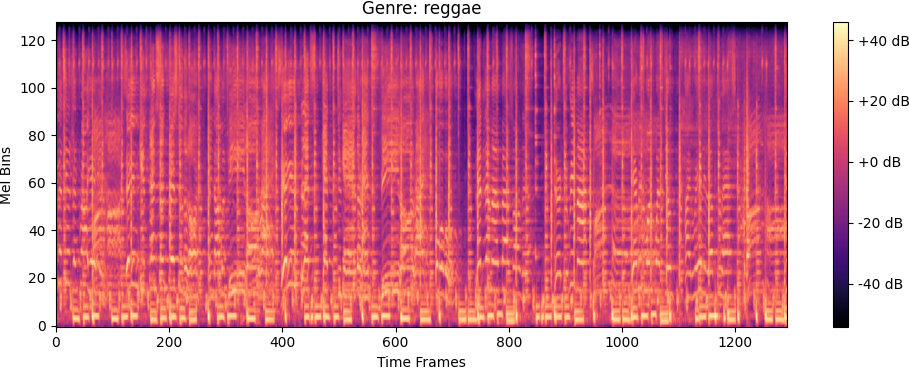 Genre: reggae
120
100
80
60
40
20
0
Mel Bins
0 200 400 600 800 1000 1200
Time Frames
+40 dB
+20 dB
+0 dB
-20 dB
-40 dB